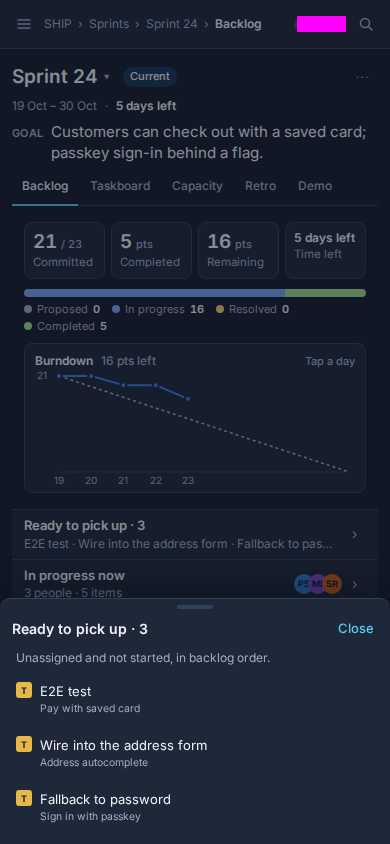 SHIP › Sprints › Sprint 24 › Backlog
Sprint 24 ▾ Current ...
19 Oct – 30 Oct · 5 days left
GOAL Customers can check out with a saved card;
passkey sign-in behind a flag.
Backlog Taskboard Capacity Retro Demo
21 / 23 5 pts 16 pts 5 days left
Committed Completed Remaining Time left
Proposed 0 In progress 16 Resolved 0
Completed 5
Burndown 16 pts left Tap a day
21
19 20 21 22 23
Ready to pick up · 3
E2E test · Wire into the address form · Fallback to pas...
In progress now PS SR
3 people · 5 items
Ready to pick up · 3 Close
Unassigned and not started, in backlog order.
T E2E test
Pay with saved card
T Wire into the address form
Address autocomplete
T Fallback to password
Sign in with passkey